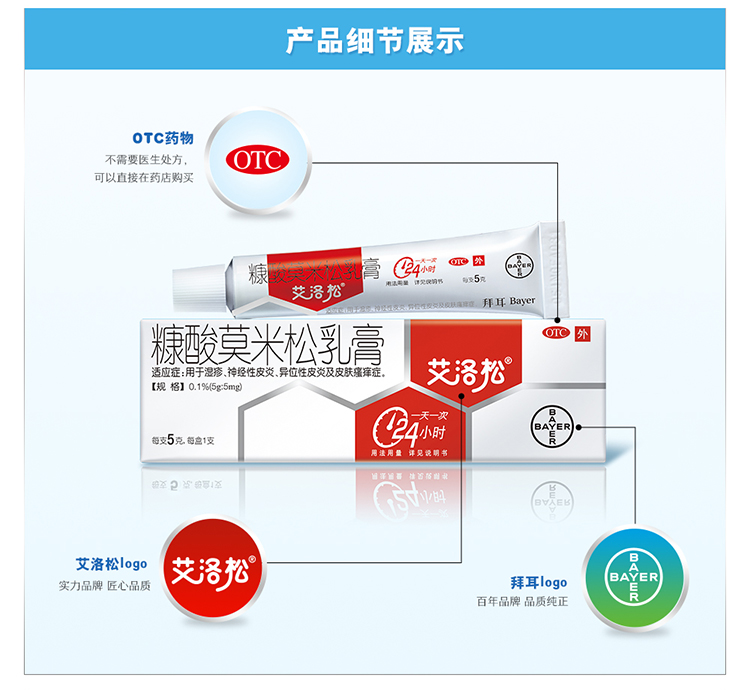 产品细节展示
OTC药物
不需要医生处方，
可以直接在药店购买
OTC
糠酸莫米松乳膏
艾洛松®
一天一次
24小时
用法用量 详见说明书
OTC 外
每支5克
BAYER
BAYER
拜耳 Bayer
糠酸莫米松乳膏
适应症：用于湿疹、神经性皮炎、异位性皮炎及皮肤瘙痒症。
【规 格】0.1%(5g:5mg)
OTC 外
艾洛松®
一天一次
24小时
用法用量 详见说明书
每支5克，每盒1支
BAYER
BAYER
艾洛松logo
实力品牌 匠心品质
艾洛松®
拜耳logo
百年品牌 品质纯正
BAYER
BAYER